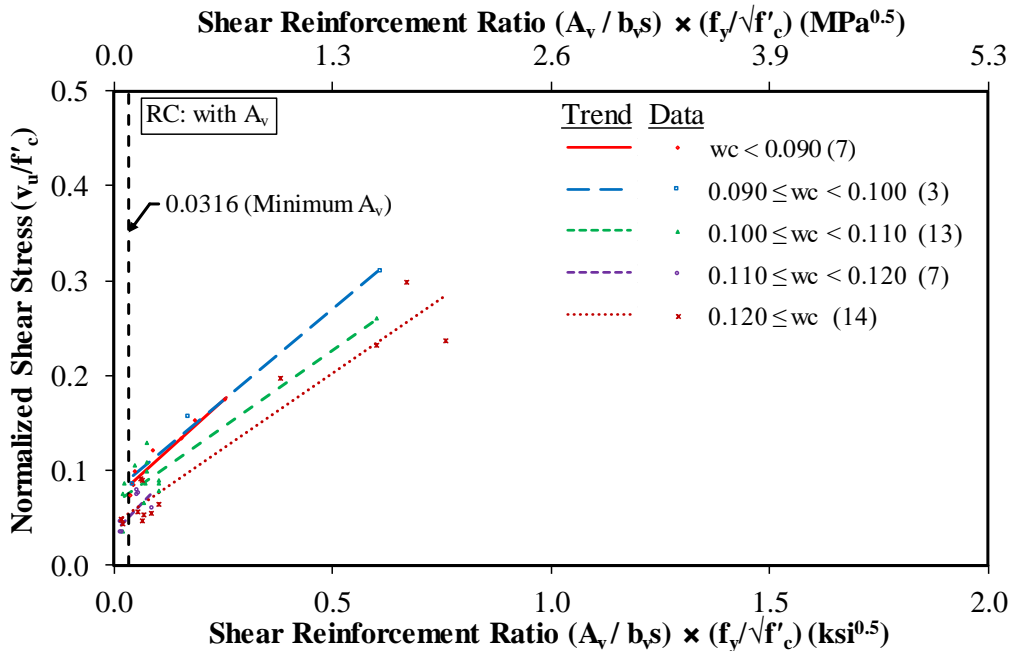 Shear Reinforcement Ratio (Aᵥ / bᵥs) × (fᵧ/√f′c) (MPa⁰·⁵)
0.0 1.3 2.6 3.9 5.3
0.5
0.4
0.3
0.2
0.1
0.0
Normalized Shear Stress (vᵤ/f′c)
RC: with Aᵥ
0.0316 (Minimum Aᵥ)
Trend Data
wc < 0.090 (7)
0.090 ≤ wc < 0.100 (3)
0.100 ≤ wc < 0.110 (13)
0.110 ≤ wc < 0.120 (7)
0.120 ≤ wc (14)
0.0 0.5 1.0 1.5 2.0
Shear Reinforcement Ratio (Aᵥ / bᵥs) × (fᵧ/√f′c) (ksi⁰·⁵)